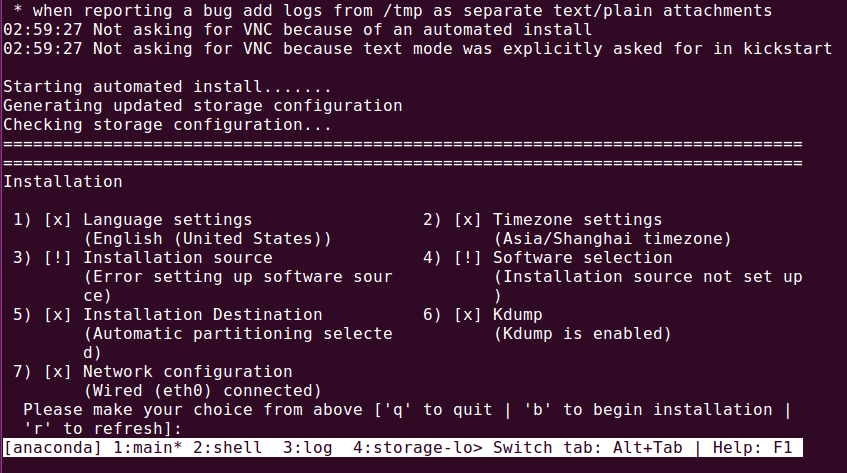 * when reporting a bug add logs from /tmp as separate text/plain attachments
02:59:27 Not asking for VNC because of an automated install
02:59:27 Not asking for VNC because text mode was explicitly asked for in kickstart
Starting automated install.......
Generating updated storage configuration
Checking storage configuration...
================================================================================
================================================================================
Installation
1) [x] Language settings                 2) [x] Timezone settings
(English (United States))                (Asia/Shanghai timezone)
3) [!] Installation source               4) [!] Software selection
(Error setting up software sour          (Installation source not set up
ce)                                      )
5) [x] Installation Destination          6) [x] Kdump
(Automatic partitioning selecte          (Kdump is enabled)
d)
7) [x] Network configuration
(Wired (eth0) connected)
Please make your choice from above ['q' to quit | 'b' to begin installation |
'r' to refresh]:
[anaconda] 1:main* 2:shell  3:log  4:storage-lo> Switch tab: Alt+Tab | Help: F1